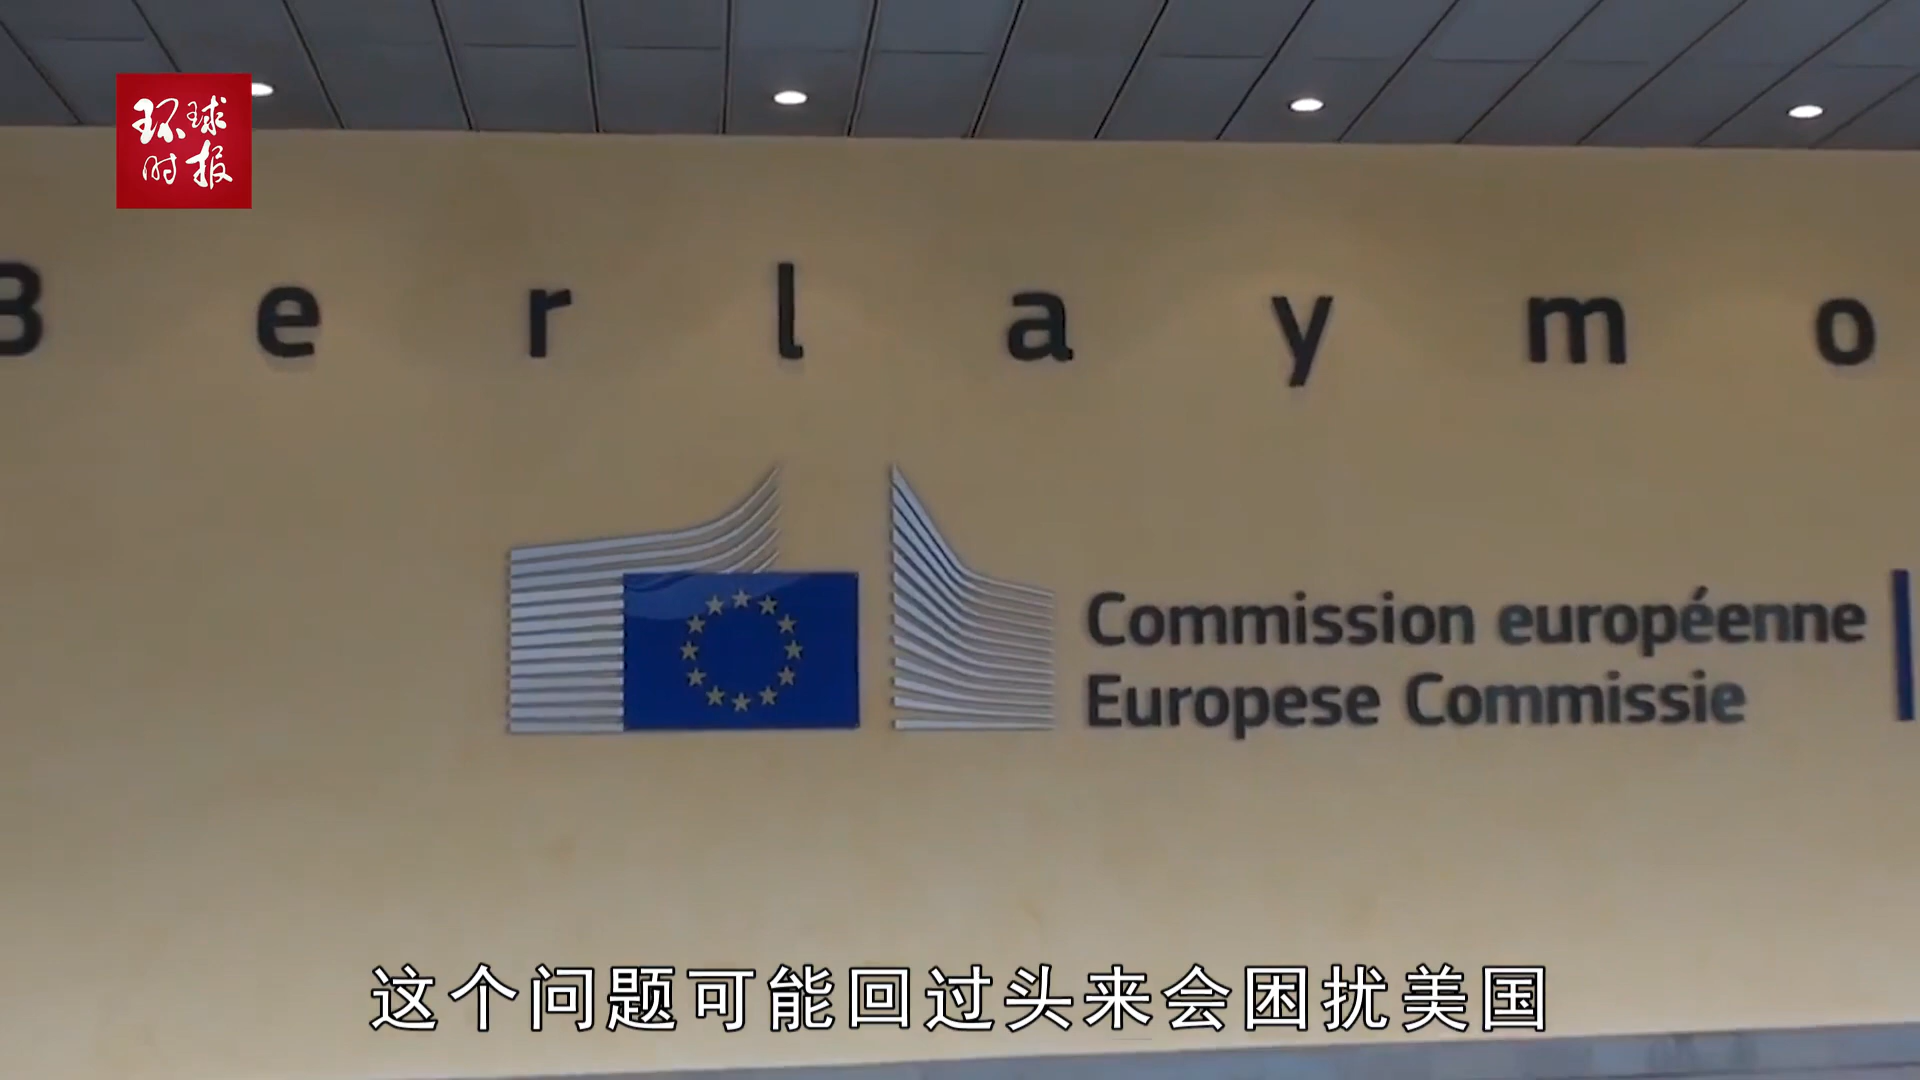 环球
时报
Berlaymo
Commission européenne
Europese Commissie
这个问题可能回过头来会困扰美国